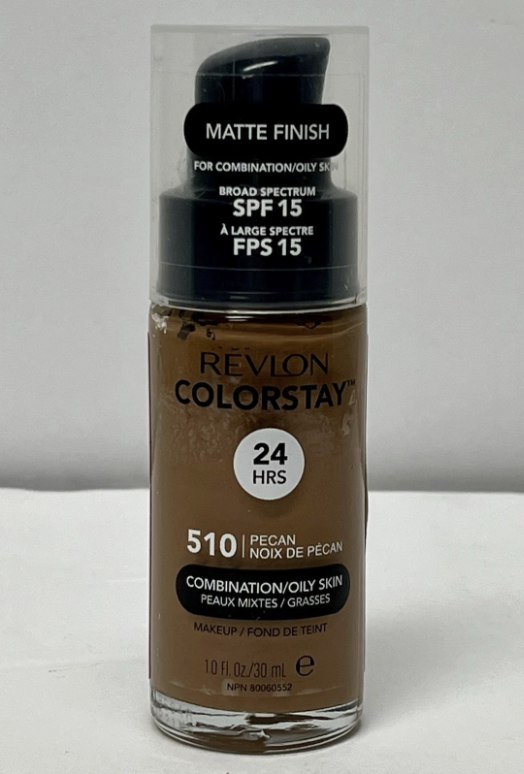 MATTE FINISH
FOR COMBINATION/OILY SKIN
BROAD SPECTRUM
SPF 15
À LARGE SPECTRE
FPS 15
REVLON
COLORSTAY™
24
HRS
510 | PECAN
NOIX DE PÉCAN
COMBINATION/OILY SKIN
PEAUX MIXTES / GRASSES
MAKEUP / FOND DE TEINT
1.0 fl. Oz./30 mL ℮
NPN 80060552